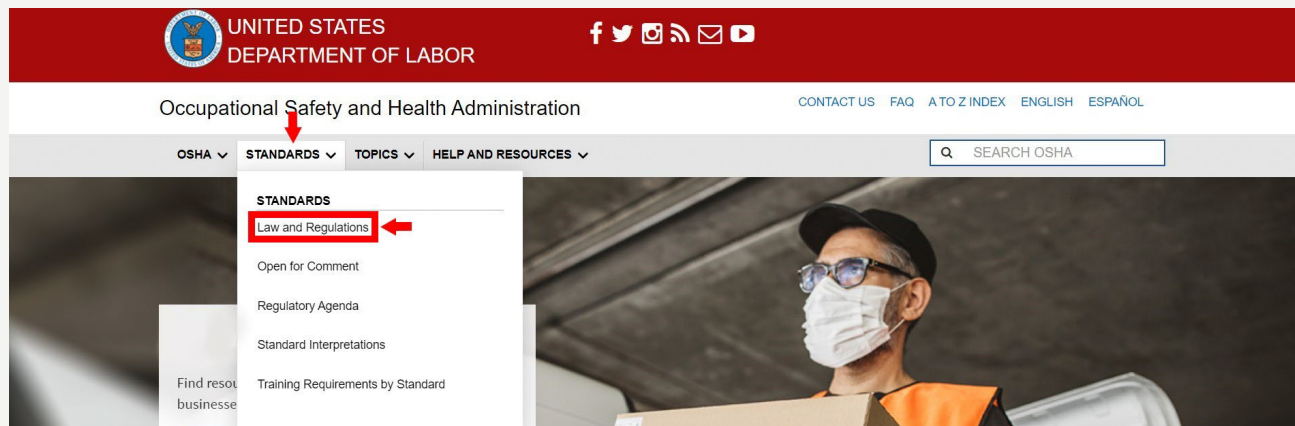 UNITED STATES
DEPARTMENT OF LABOR
Occupational Safety and Health Administration
CONTACT US FAQ A TO Z INDEX ENGLISH ESPAÑOL
OSHA STANDARDS TOPICS HELP AND RESOURCES
SEARCH OSHA
STANDARDS
Law and Regulations
Open for Comment
Regulatory Agenda
Standard Interpretations
Training Requirements by Standard
Find